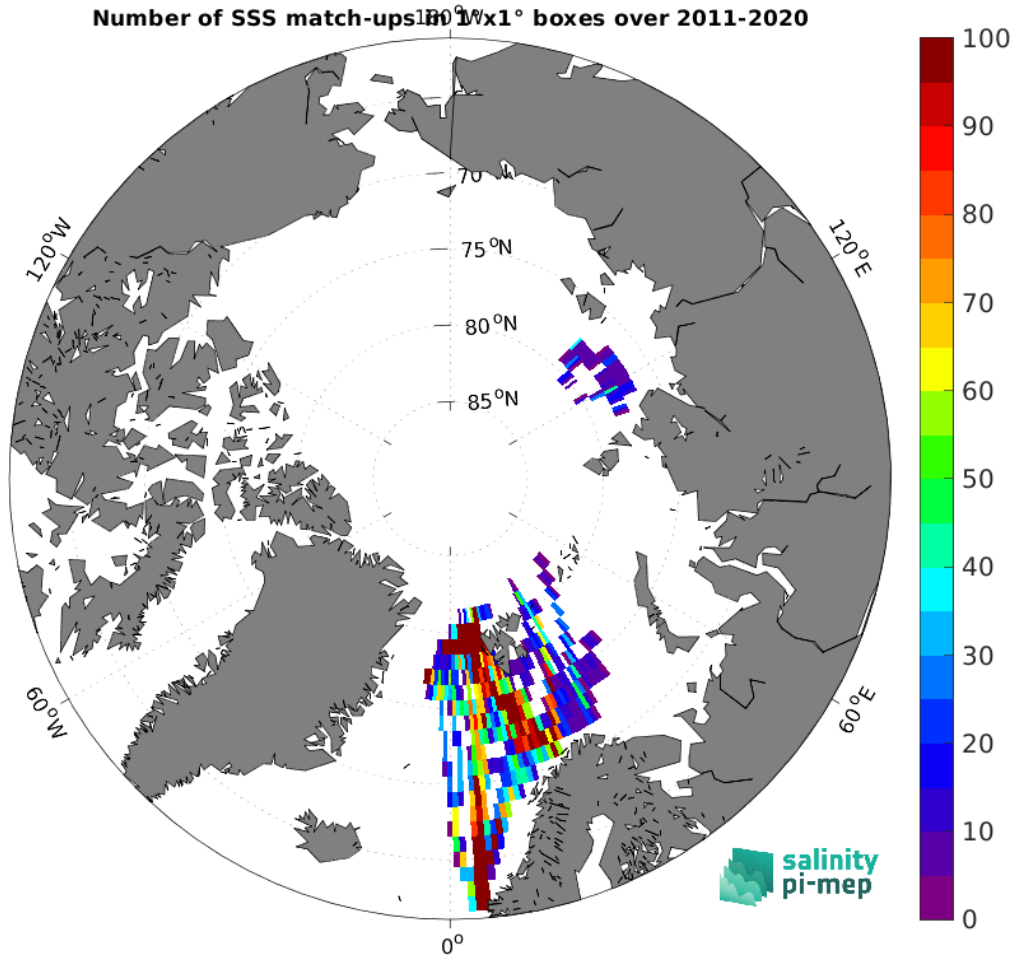 Number of SSS match-ups in 1°x1° boxes over 2011-2020
180°W
120°W
120°E
60°W
60°E
0°
70 °N
75°N
80°N
85°N
100
90
80
70
60
50
40
30
20
10
0
salinity
pi-mep